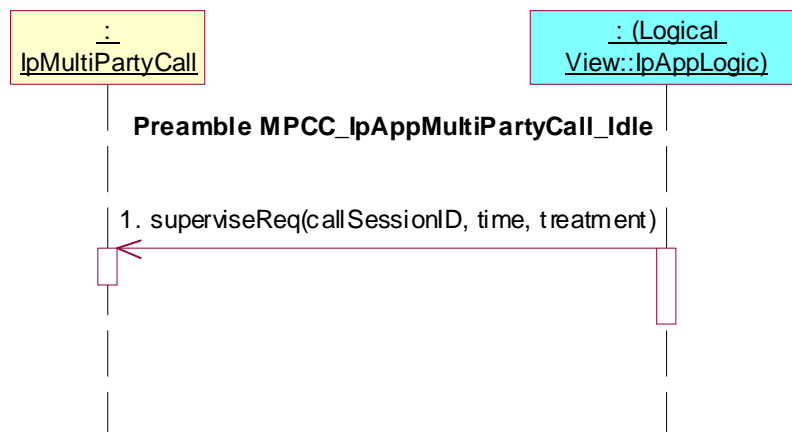 :
IpMultiPartyCall
: (Logical
View::IpAppLogic)
Preamble MPCC_IpAppMultiPartyCall_Idle
1. superviseReq(callSessionID, time, treatment)